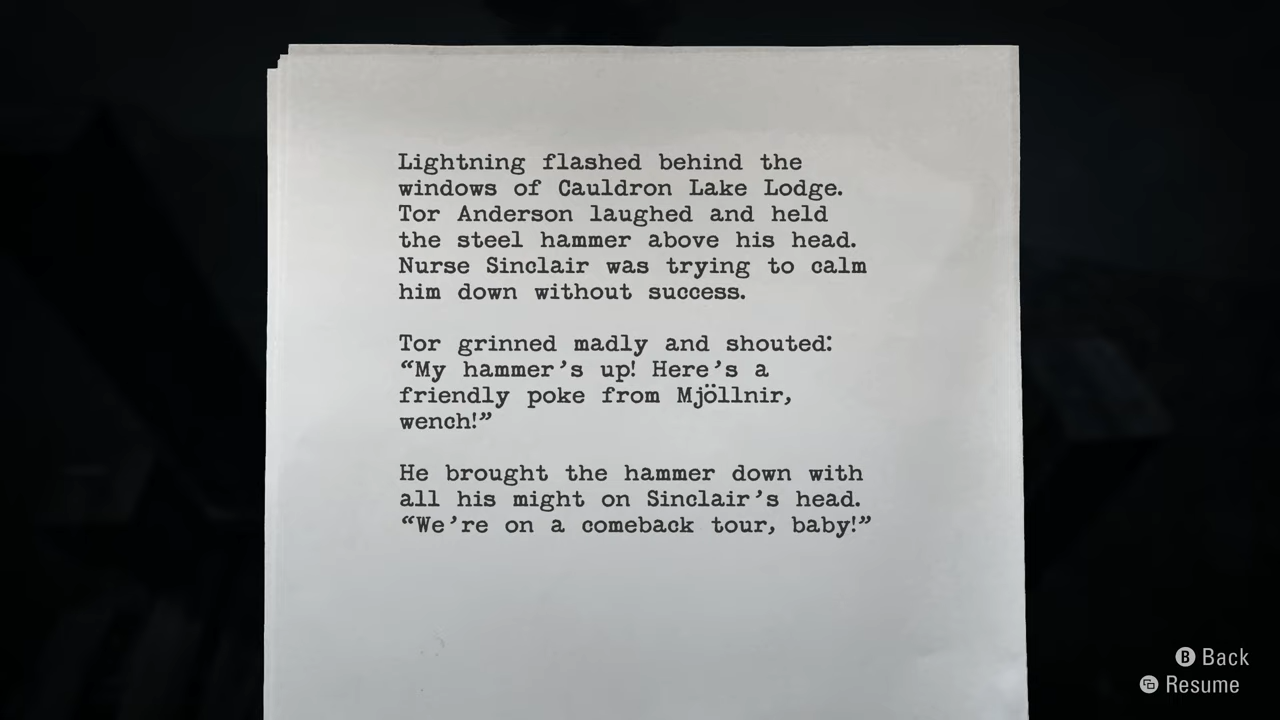 Lightning flashed behind the
windows of Cauldron Lake Lodge.
Tor Anderson laughed and held
the steel hammer above his head.
Nurse Sinclair was trying to calm
him down without success.
Tor grinned madly and shouted:
“My hammer’s up! Here’s a
friendly poke from Mjöllnir,
wench!”
He brought the hammer down with
all his might on Sinclair’s head.
“We’re on a comeback tour, baby!”
B Back
Resume